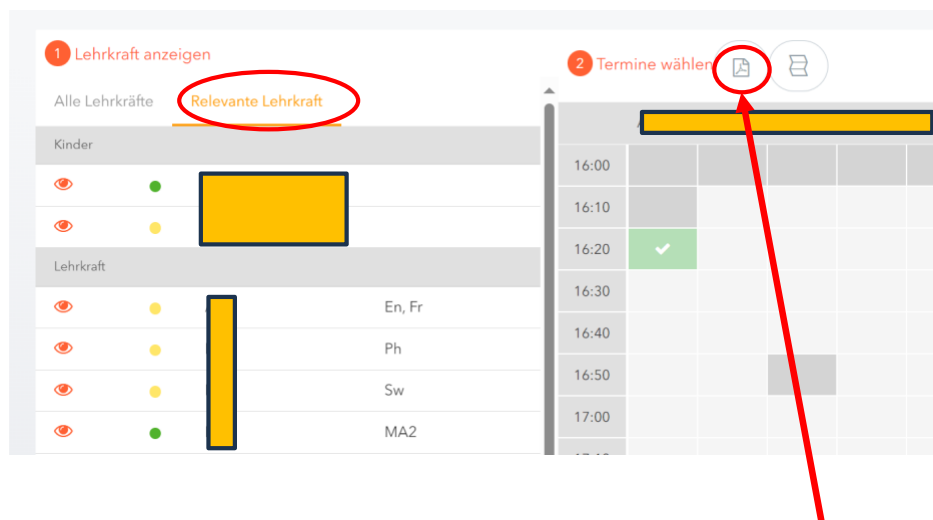 1 Lehrkraft anzeigen
Alle Lehrkräfte Relevante Lehrkraft
Kinder
Lehrkraft
En, Fr
Ph
Sw
MA2
2 Termine wählen
16:00
16:10
16:20
16:30
16:40
16:50
17:00